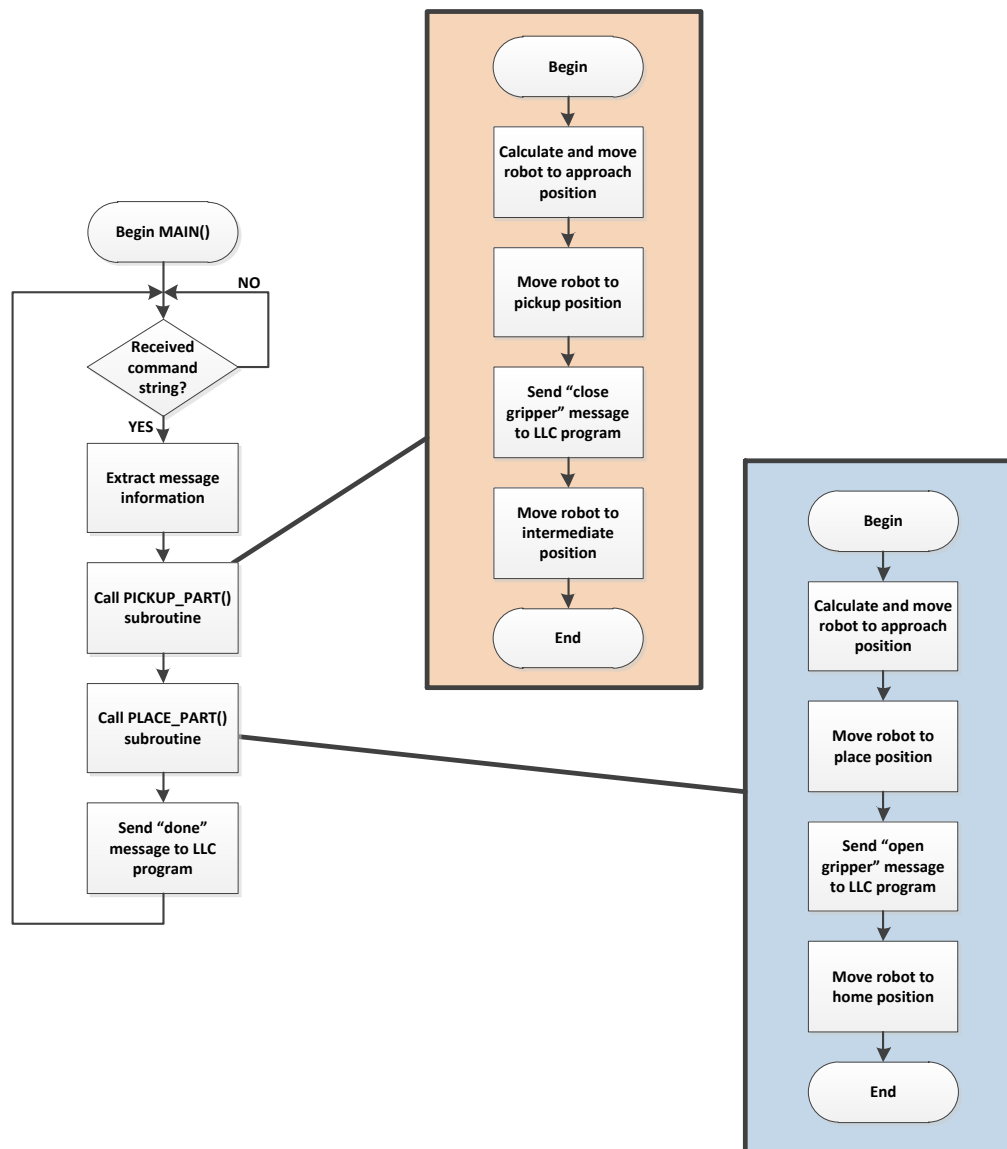 Begin MAIN()
NO
Received
command
string?
YES
Extract message
information
Call PICKUP_PART()
subroutine
Call PLACE_PART()
subroutine
Send “done”
message to LLC
program
Begin
Calculate and move
robot to approach
position
Move robot to
pickup position
Send “close
gripper” message
to LLC program
Move robot to
intermediate
position
End
Begin
Calculate and move
robot to approach
position
Move robot to
place position
Send “open
gripper” message
to LLC program
Move robot to
home position
End